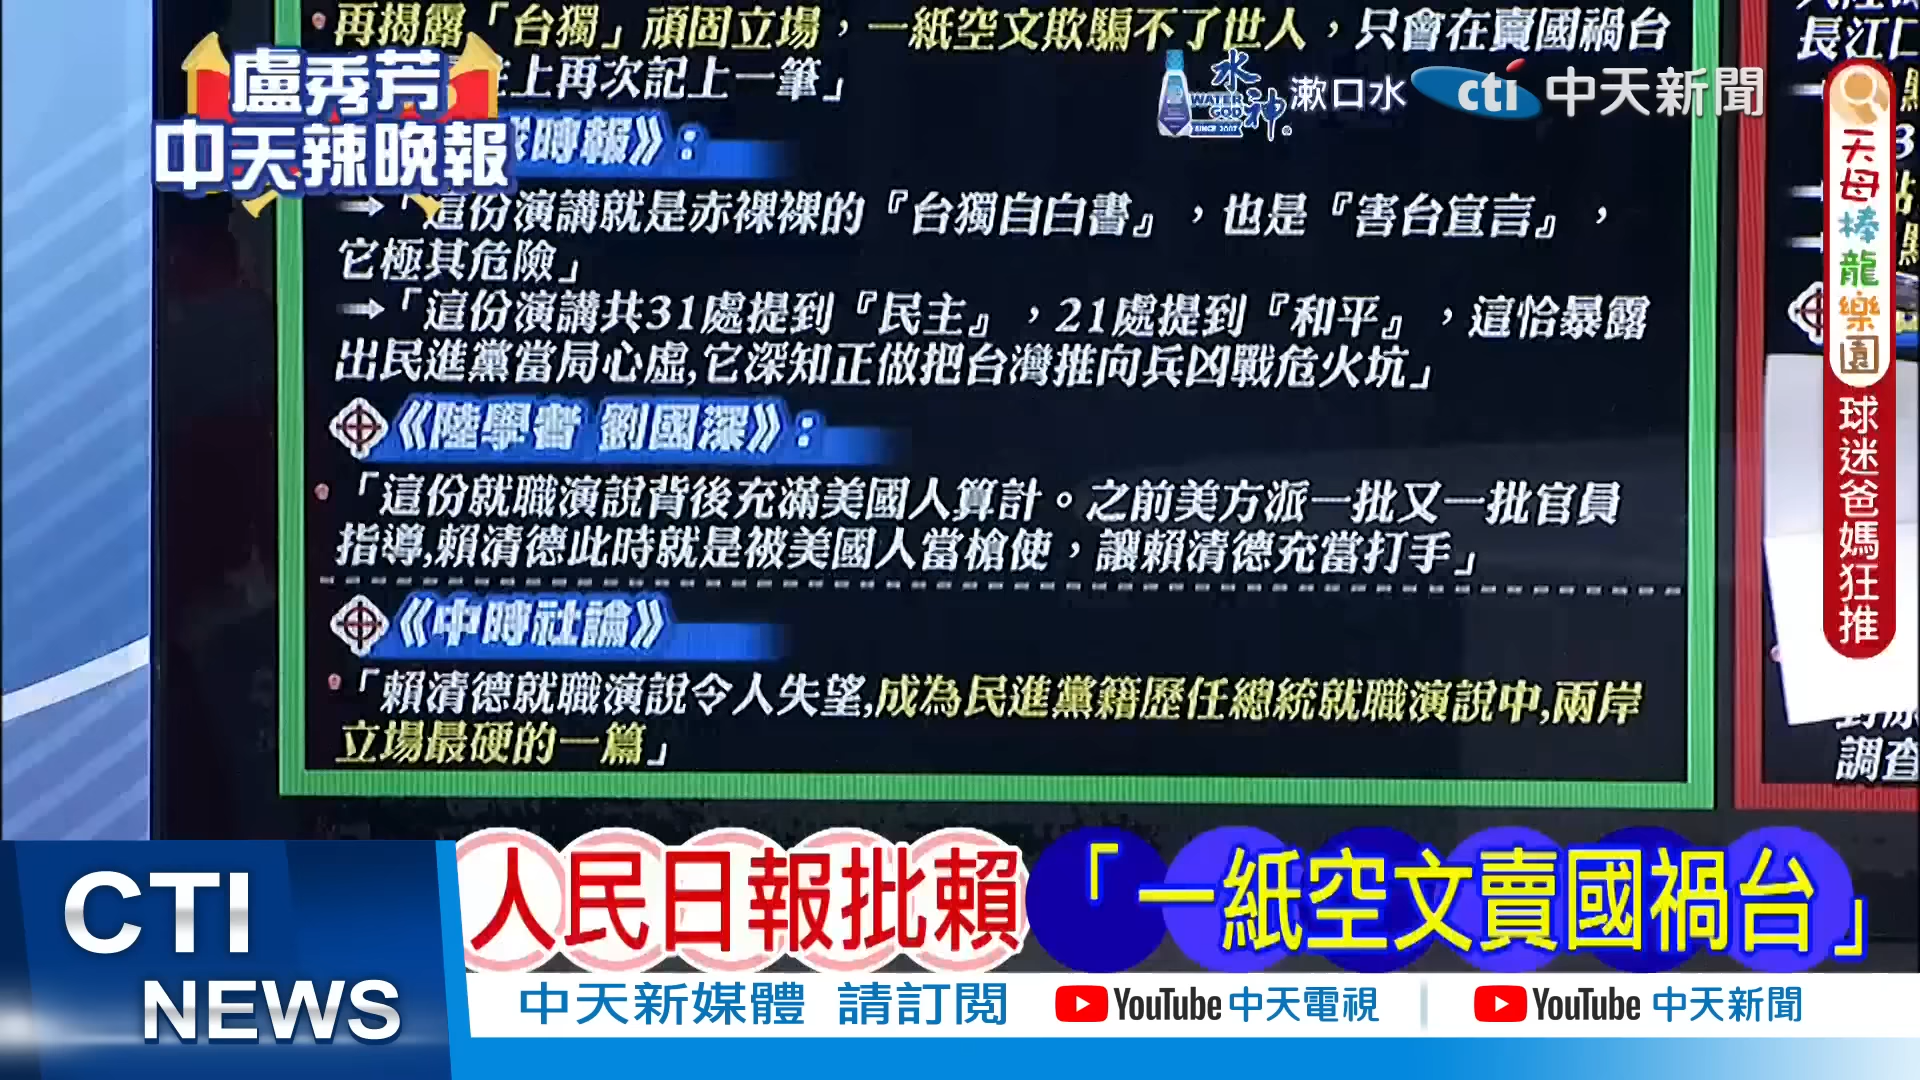 再揭露「台獨」頑固立場，一紙空文欺騙不了世人，只會在賣國禍台
上再次記上一筆」
盧秀芳
中天辣晚報
時報》：
→「這份演講就是赤裸裸的『台獨自白書』，也是『害台宣言』，
它極其危險」
→「這份演講共31處提到『民主』，21處提到『和平』，這恰暴露
出民進黨當局心虛,它深知正做把台灣推向兵凶戰危火坑」
《陸學者 劉國深》：
「這份就職演說背後充滿美國人算計。之前美方派一批又一批官員
指導,賴清德此時就是被美國人當槍使，讓賴清德充當打手」
《中時社論》
「賴清德就職演說令人失望,成為民進黨籍歷任總統就職演說中,兩岸
立場最硬的一篇」
水神
WATER GOD
SINCE 2007
漱口水
cti 中天新聞
長江
調查
天母棒龍樂園
球迷爸媽狂推
CTI NEWS
人民日報批賴「一紙空文賣國禍台」
中天新媒體 請訂閱 YouTube 中天電視 | YouTube 中天新聞